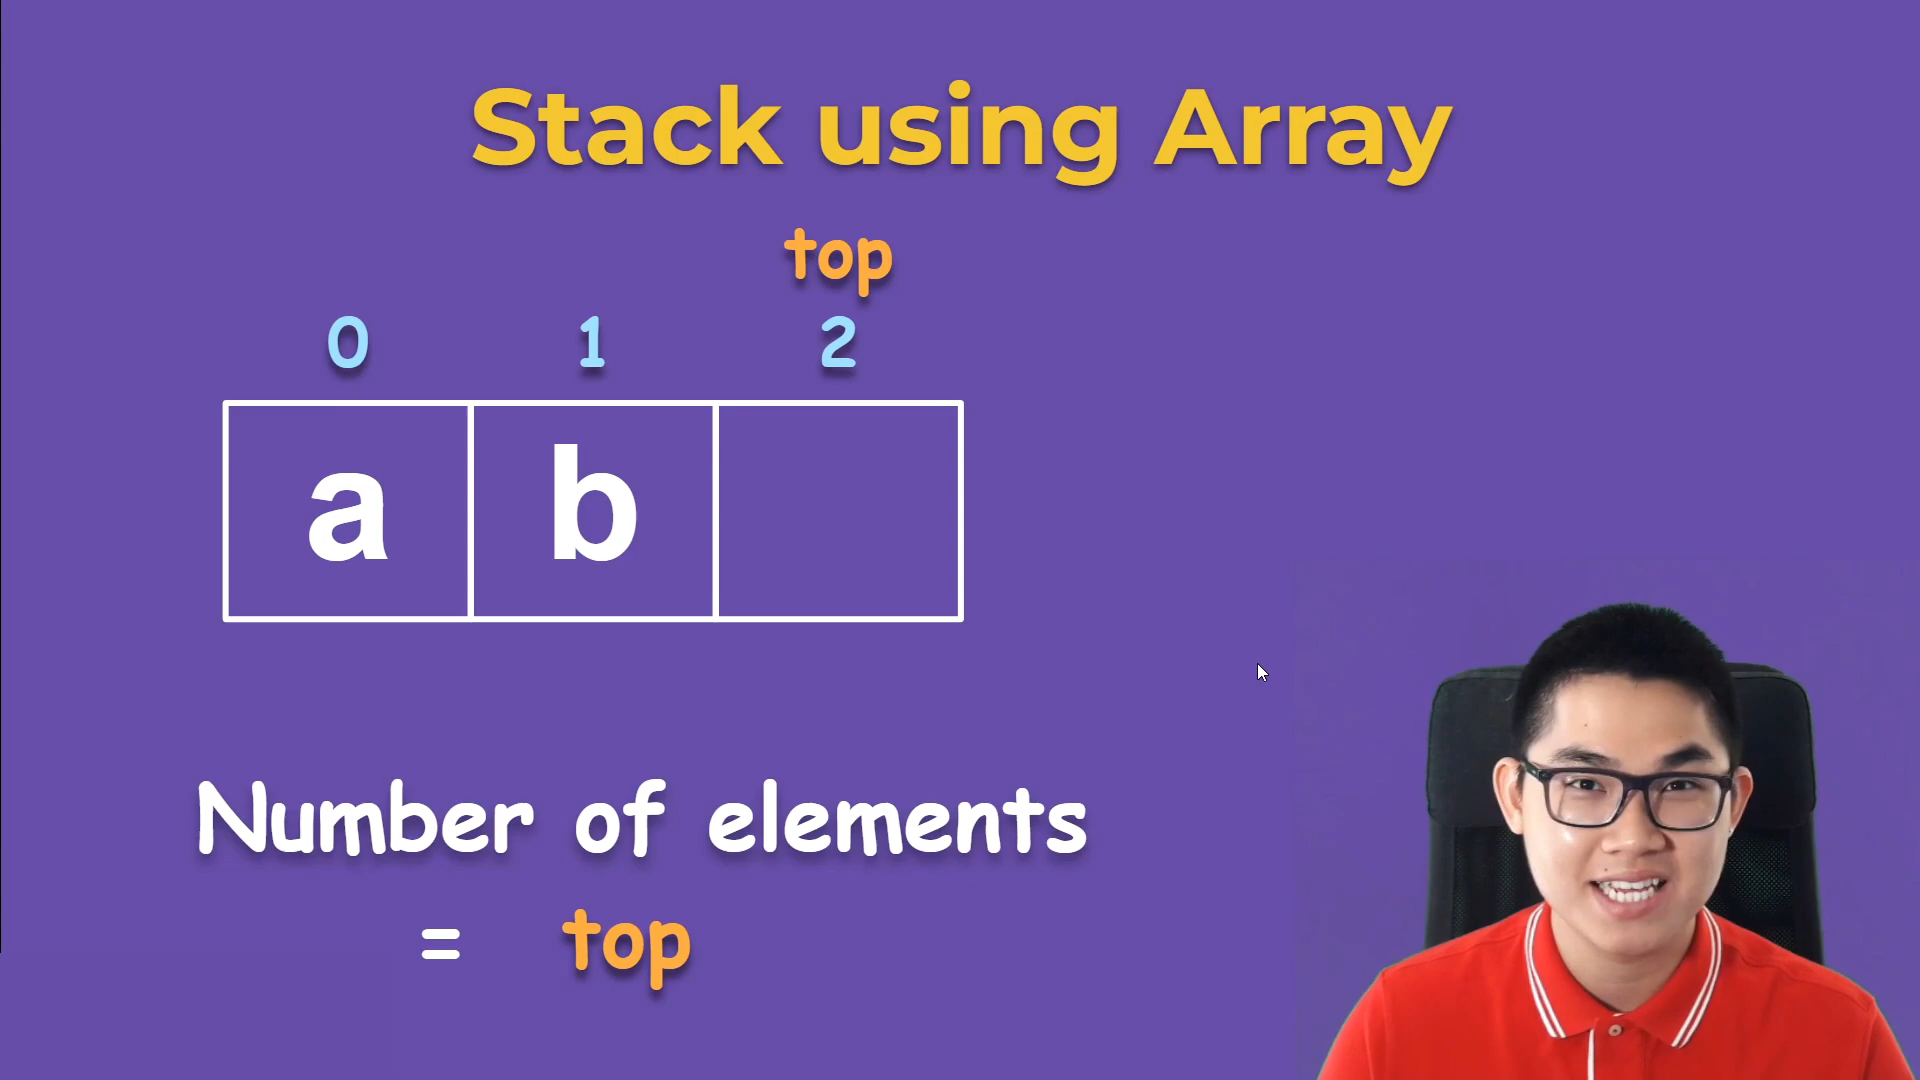 Stack using Array
top
0 1 2
a b
Number of elements
= top